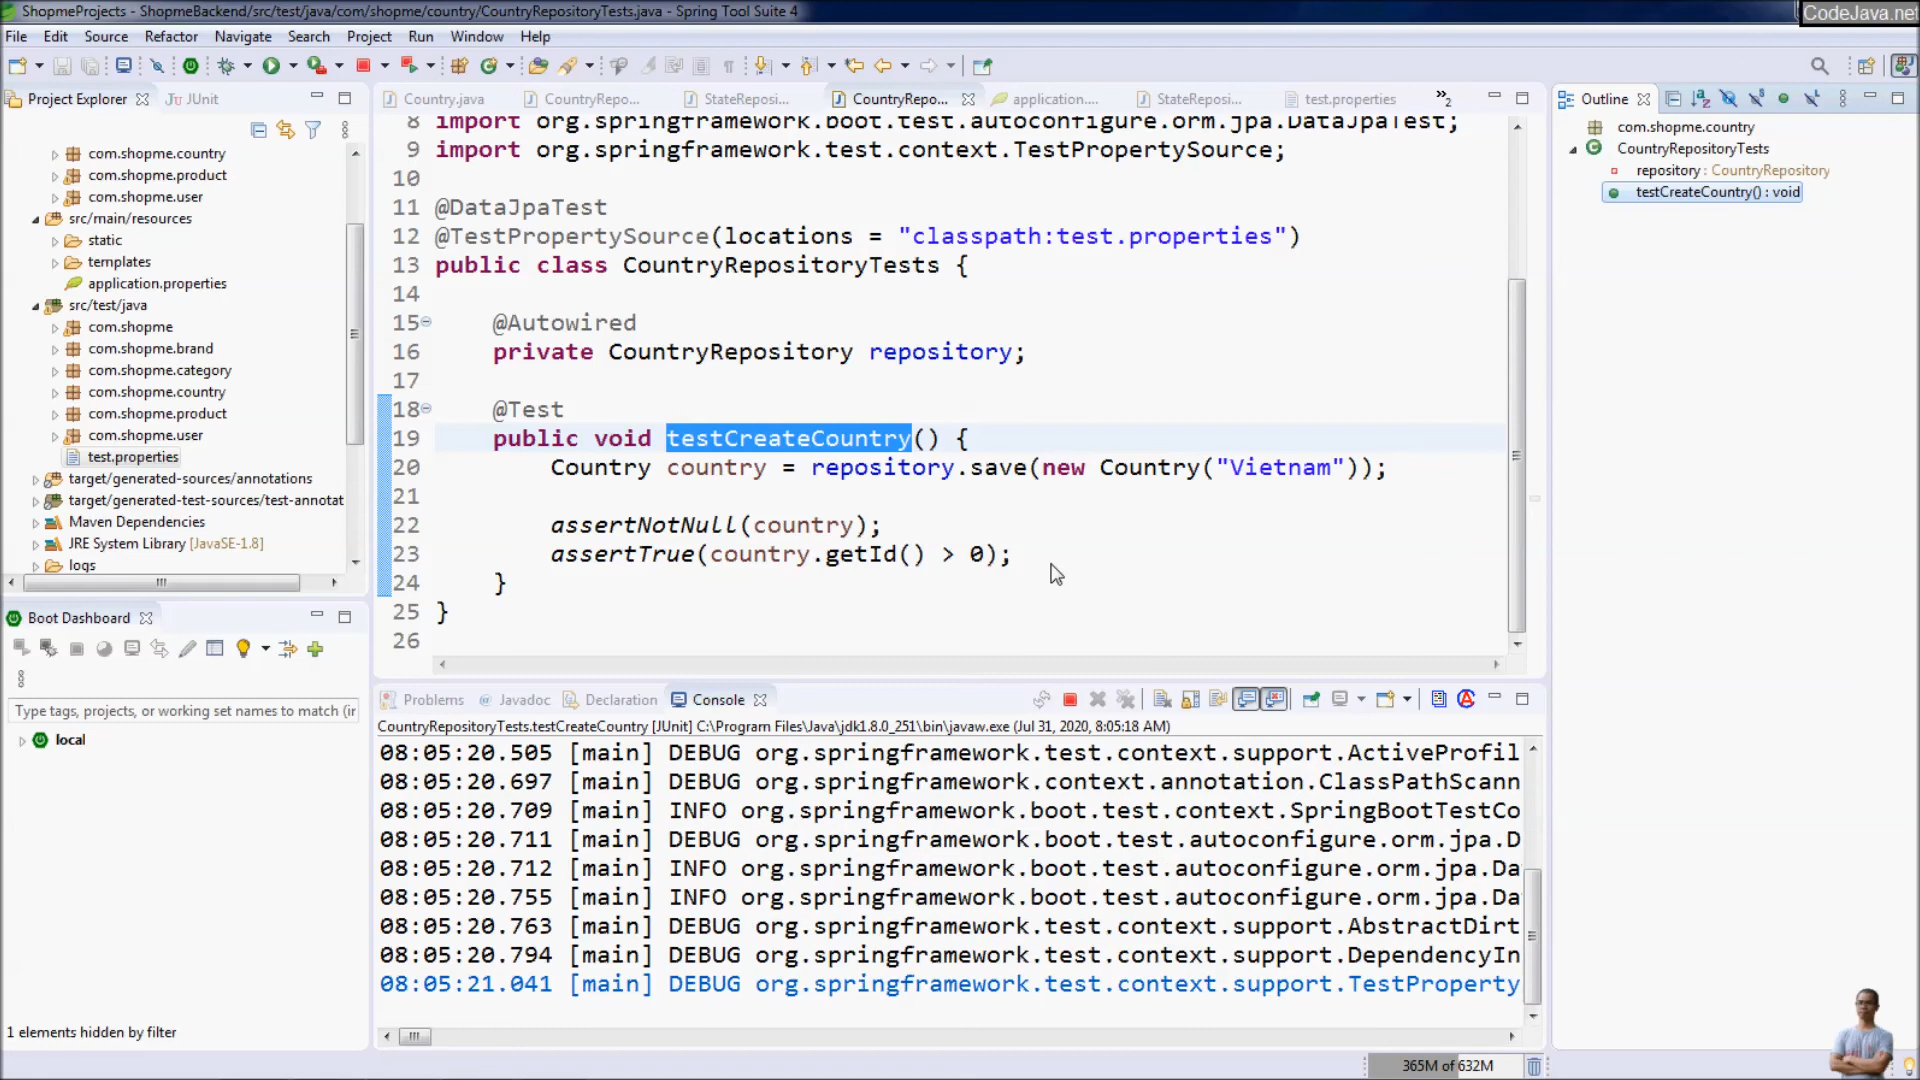 ShopmeProjects - ShopmeBackend/src/test/java/com/shopme/country/CountryRepositoryTests.java - Spring Tool Suite 4
CodeJava.net
File Edit Source Refactor Navigate Search Project Run Window Help
Project Explorer JUnit
com.shopme.country
com.shopme.product
com.shopme.user
src/main/resources
static
templates
application.properties
src/test/java
com.shopme
com.shopme.brand
com.shopme.category
com.shopme.country
com.shopme.product
com.shopme.user
test.properties
target/generated-sources/annotations
target/generated-test-sources/test-annotat
Maven Dependencies
JRE System Library [JavaSE-1.8]
logs
Boot Dashboard
Type tags, projects, or working set names to match (ir
local
1 elements hidden by filter
Country.java CountryRepo... StateReposi... CountryRepo... application.... StateReposi... test.properties »2
8 import org.springframework.boot.test.autoconfigure.orm.jpa.DataJpaTest;
9 import org.springframework.test.context.TestPropertySource;
10
11 @DataJpaTest
12 @TestPropertySource(locations = "classpath:test.properties")
13 public class CountryRepositoryTests {
14
15 @Autowired
16 private CountryRepository repository;
17
18 @Test
19 public void testCreateCountry() {
20 Country country = repository.save(new Country("Vietnam"));
21
22 assertNotNull(country);
23 assertTrue(country.getId() > 0);
24 }
25 }
26
Problems Javadoc Declaration Console
CountryRepositoryTests.testCreateCountry [JUnit] C:\Program Files\Java\jdk1.8.0_251\bin\javaw.exe (Jul 31, 2020, 8:05:18 AM)
08:05:20.505 [main] DEBUG org.springframework.test.context.support.ActiveProfil
08:05:20.697 [main] DEBUG org.springframework.context.annotation.ClassPathScann
08:05:20.709 [main] INFO org.springframework.boot.test.context.SpringBootTestCo
08:05:20.711 [main] DEBUG org.springframework.boot.test.autoconfigure.orm.jpa.D
08:05:20.712 [main] INFO org.springframework.boot.test.autoconfigure.orm.jpa.Da
08:05:20.755 [main] INFO org.springframework.boot.test.autoconfigure.orm.jpa.Da
08:05:20.763 [main] DEBUG org.springframework.test.context.support.AbstractDirt
08:05:20.794 [main] DEBUG org.springframework.test.context.support.DependencyIn
08:05:21.041 [main] DEBUG org.springframework.test.context.support.TestProperty
Outline
com.shopme.country
CountryRepositoryTests
repository : CountryRepository
testCreateCountry() : void
365M of 632M